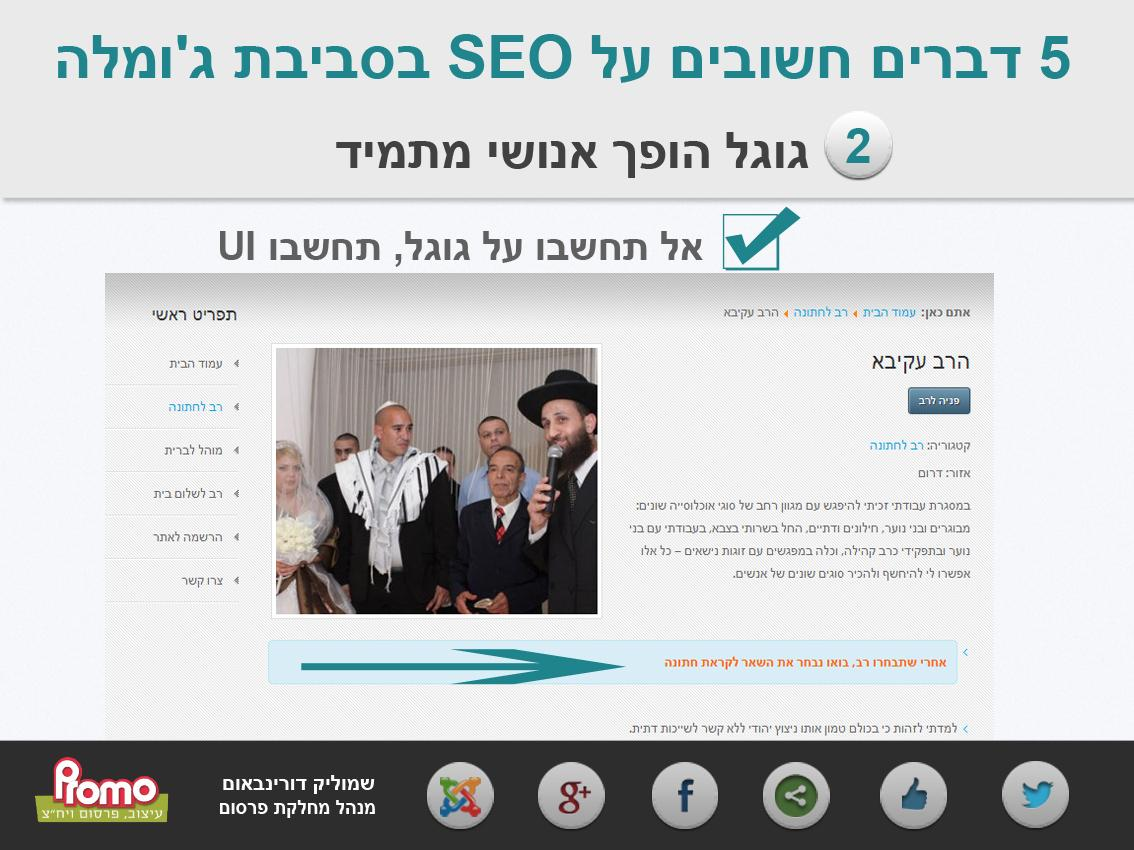 5 דברים חשובים על SEO בסביבת ג'ומלה
2 גוגל הופך אנושי מתמיד
אל תחשבו על גוגל, תחשבו UI
אתם כאן: עמוד הבית רב לחתונה הרב עקיבא
הרב עקיבא
פניה לרב
קטגוריה: רב לחתונה
אזור: דרום
במסגרת עבודתי זכיתי להיפגש עם מגוון רחב של סוגי אוכלוסייה שונים:
מבוגרים ובני נוער, חילונים ודתיים, החל בשרותי בצבא, בעבודתי עם בני
נוער ובתפקידי כרב קהילה, וכלה במפגשים עם זוגות נישאים – כל אלו
אפשרו לי להיחשף ולהכיר סוגים שונים של אנשים.
תפריט ראשי
עמוד הבית
רב לחתונה
מוהל לברית
רב לשלום בית
הרשמה לאתר
צרו קשר
אחרי שתבחרו רב, בואו נבחר את השאר לקראת חתונה
למדתי לזהות כי בכולם טמון אותו ניצוץ יהודי ללא קשר לשייכות דתית.
שמוליק דורינבאום
מנהל מחלקת פרסום
Promo
עיצוב, פרסום ויח"צ
g+
f